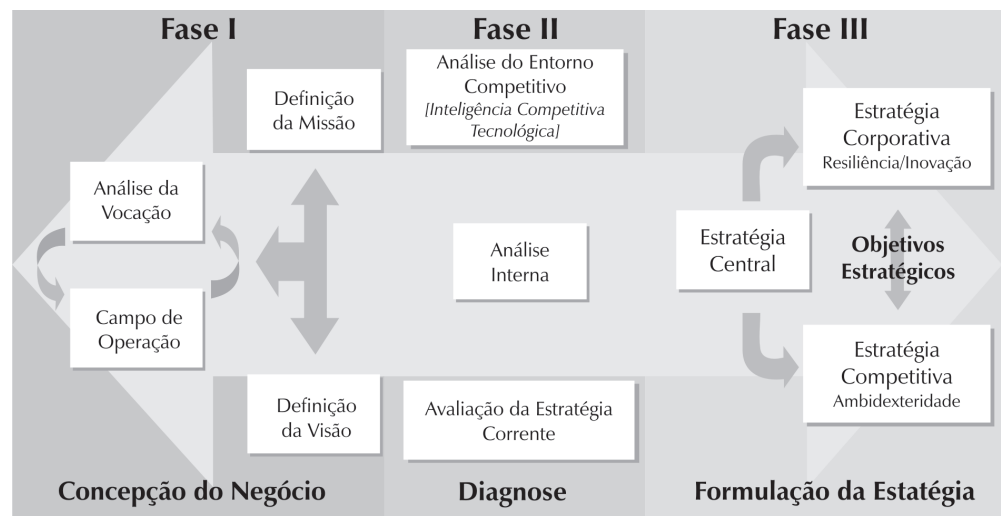 Fase I
Fase II
Fase III
Definição
da Missão
Análise da
Vocação
Campo de
Operação
Definição
da Visão
Concepção do Negócio
Análise do Entorno
Competitivo
[Inteligência Competitiva
Tecnológica]
Análise
Interna
Avaliação da Estratégia
Corrente
Diagnose
Estratégia
Central
Estratégia
Corporativa
Resiliência/Inovação
Objetivos
Estratégicos
Estratégia
Competitiva
Ambidexteridade
Formulação da Estatégia